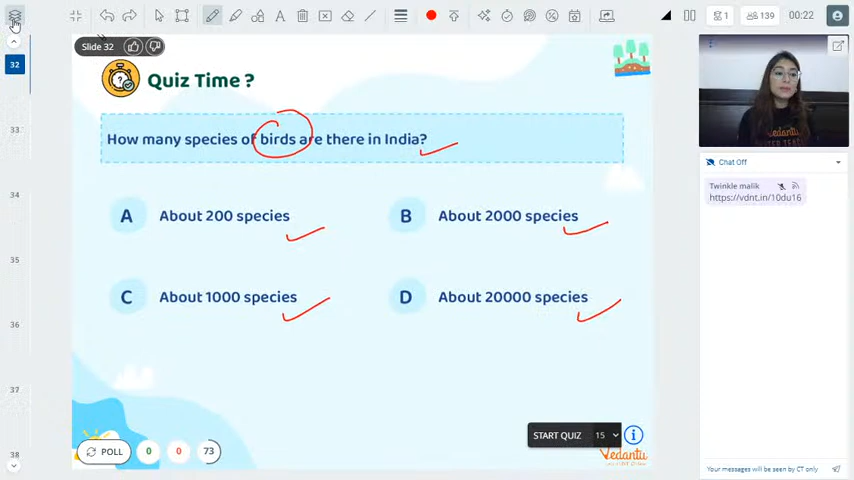 1
139
00:22
Slide 32
32
33
34
35
36
37
38
Quiz Time ?
How many species of birds are there in India?
A About 200 species
B About 2000 species
C About 1000 species
D About 20000 species
POLL
0
0
73
START QUIZ 15
Vedantu
Chat Off
Twinkle malik
https://vdnt.in/10du16
Your messages will be seen by CT only